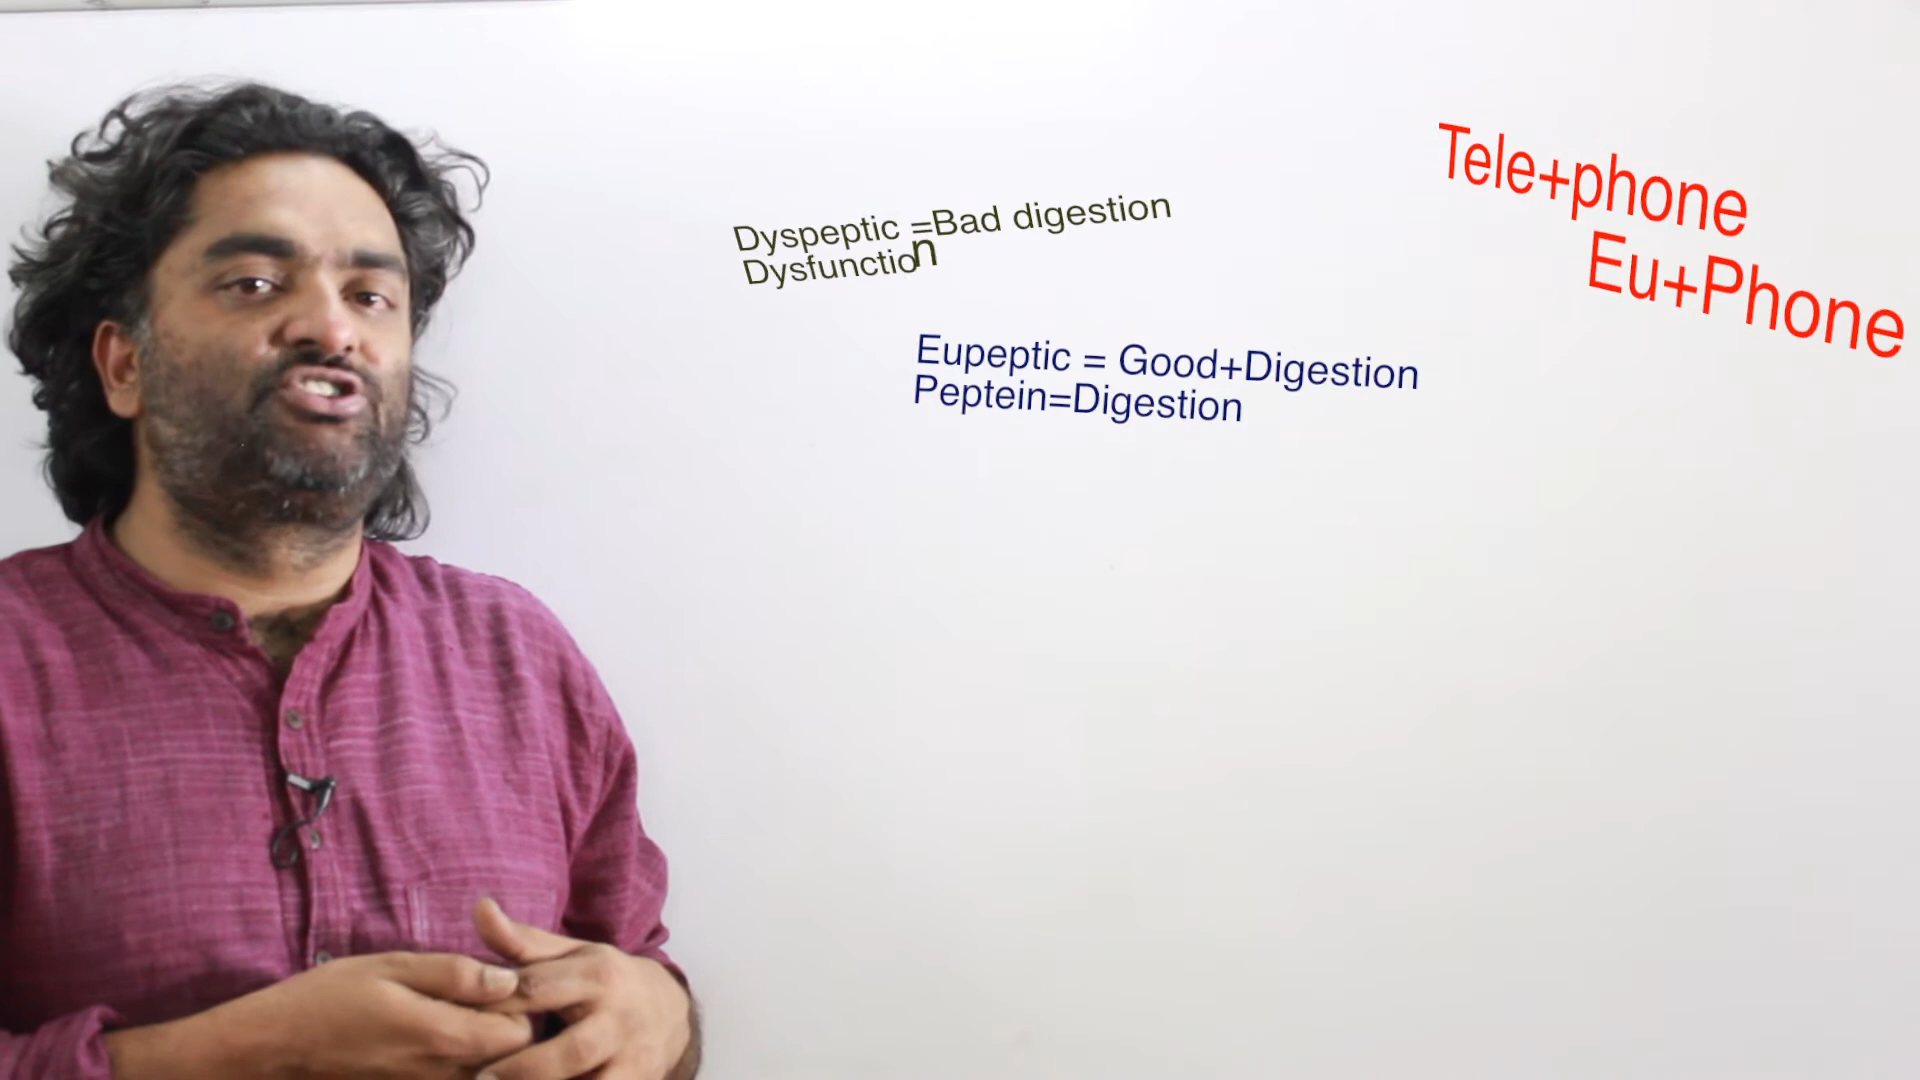 Dyspeptic =Bad digestion
Dysfunction
Eupeptic = Good+Digestion
Peptein=Digestion
Tele+phone
Eu+Phone